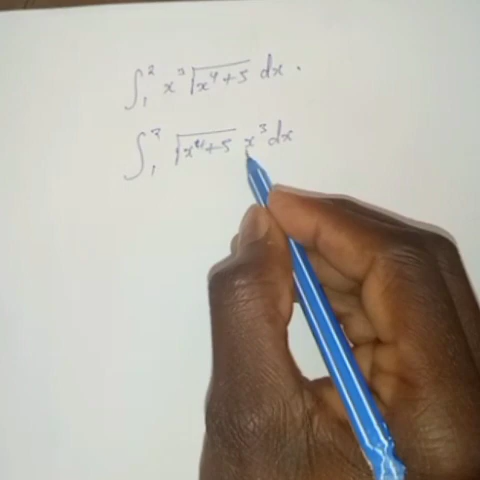 ∫₁² x³ √(x⁴+5) dx .
∫₁² √(x⁴+5) x³ dx